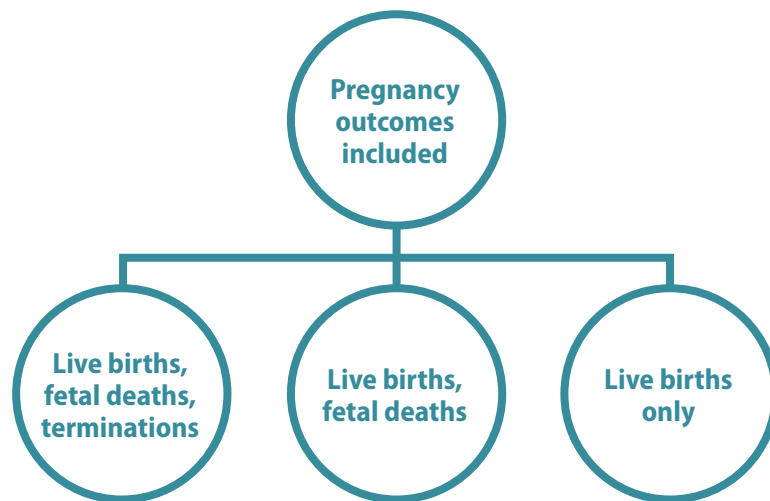 Pregnancy
outcomes
included
Live births,
fetal deaths,
terminations
Live births,
fetal deaths
Live births
only